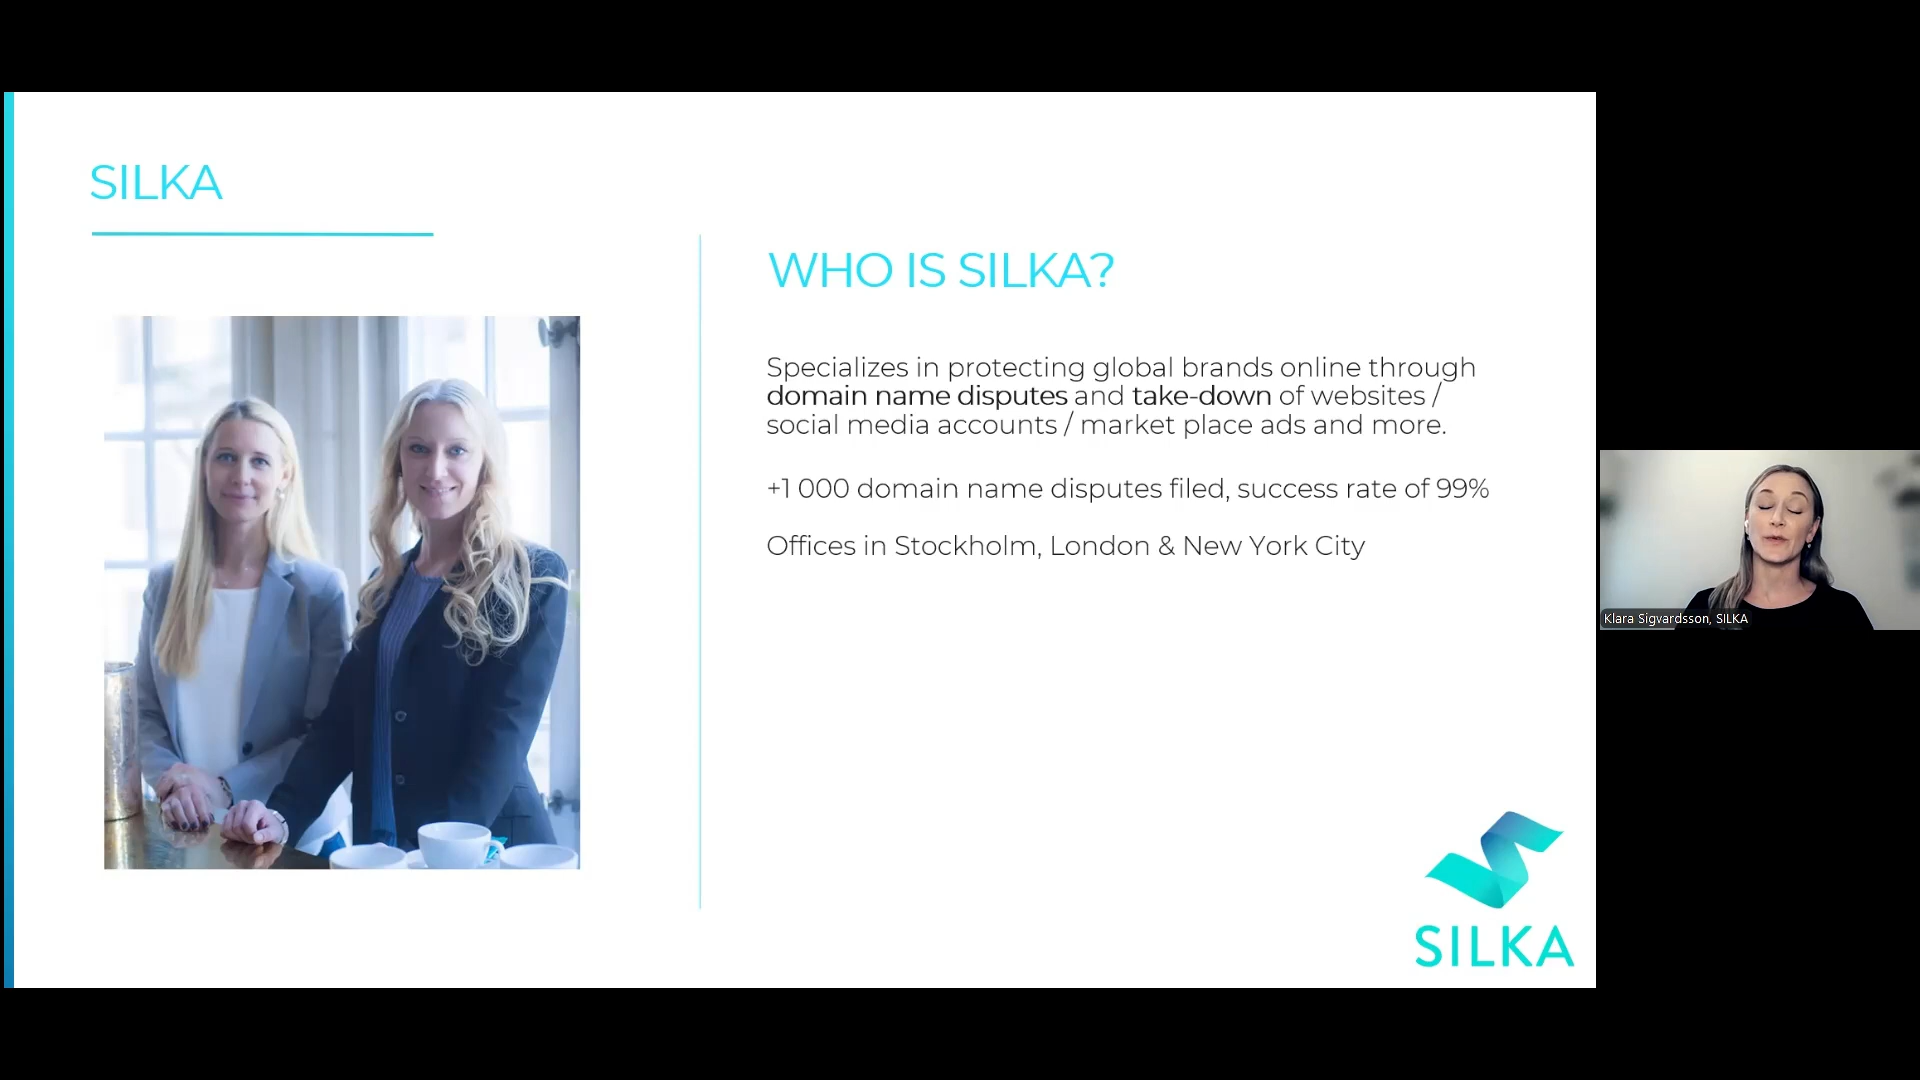 SILKA
WHO IS SILKA?
Specializes in protecting global brands online through
domain name disputes and take-down of websites /
social media accounts / market place ads and more.
+1 000 domain name disputes filed, success rate of 99%
Offices in Stockholm, London & New York City
SILKA
Klara Sigvardsson, SILKA